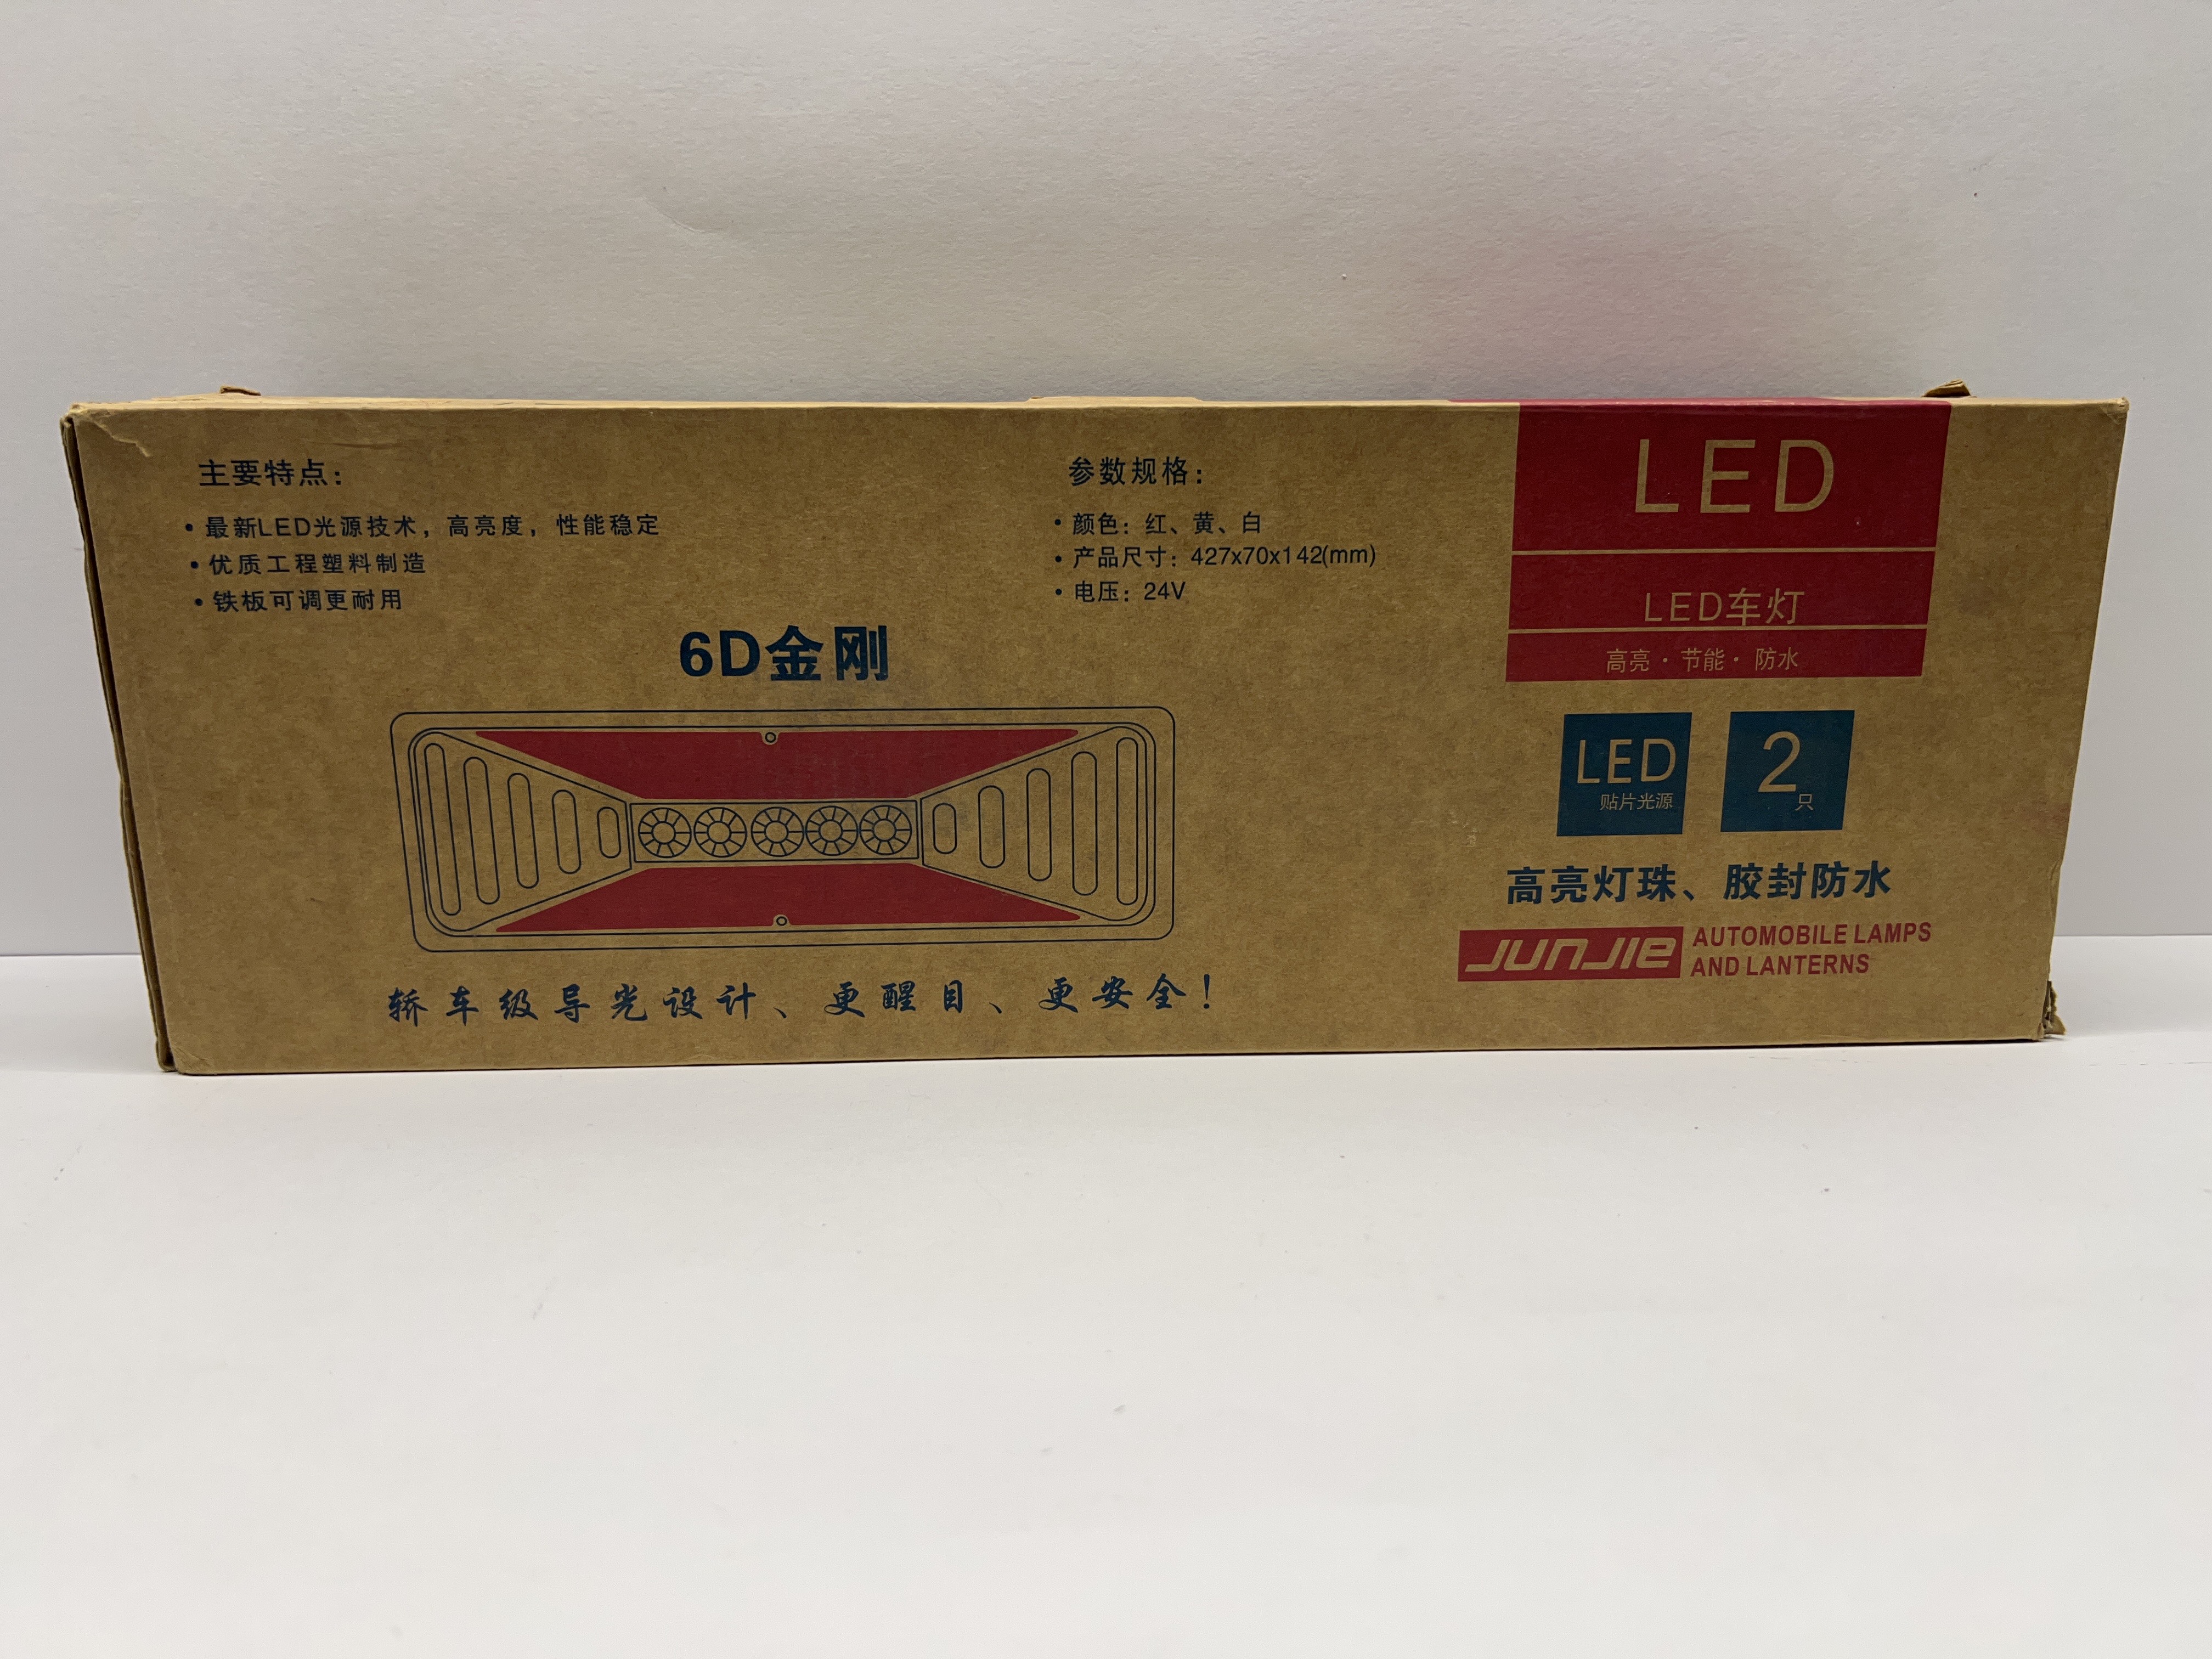 主要特点：
• 最新LED光源技术，高亮度，性能稳定
• 优质工程塑料制造
• 铁板可调更耐用
参数规格：
• 颜色：红、黄、白
• 产品尺寸：427x70x142(mm)
• 电压：24V
6D金刚
轿车级导光设计、更醒目、更安全！
LED
LED车灯
高亮·节能·防水
LED
贴片光源
2只
高亮灯珠、胶封防水
JUNJIE
AUTOMOBILE LAMPS
AND LANTERNS